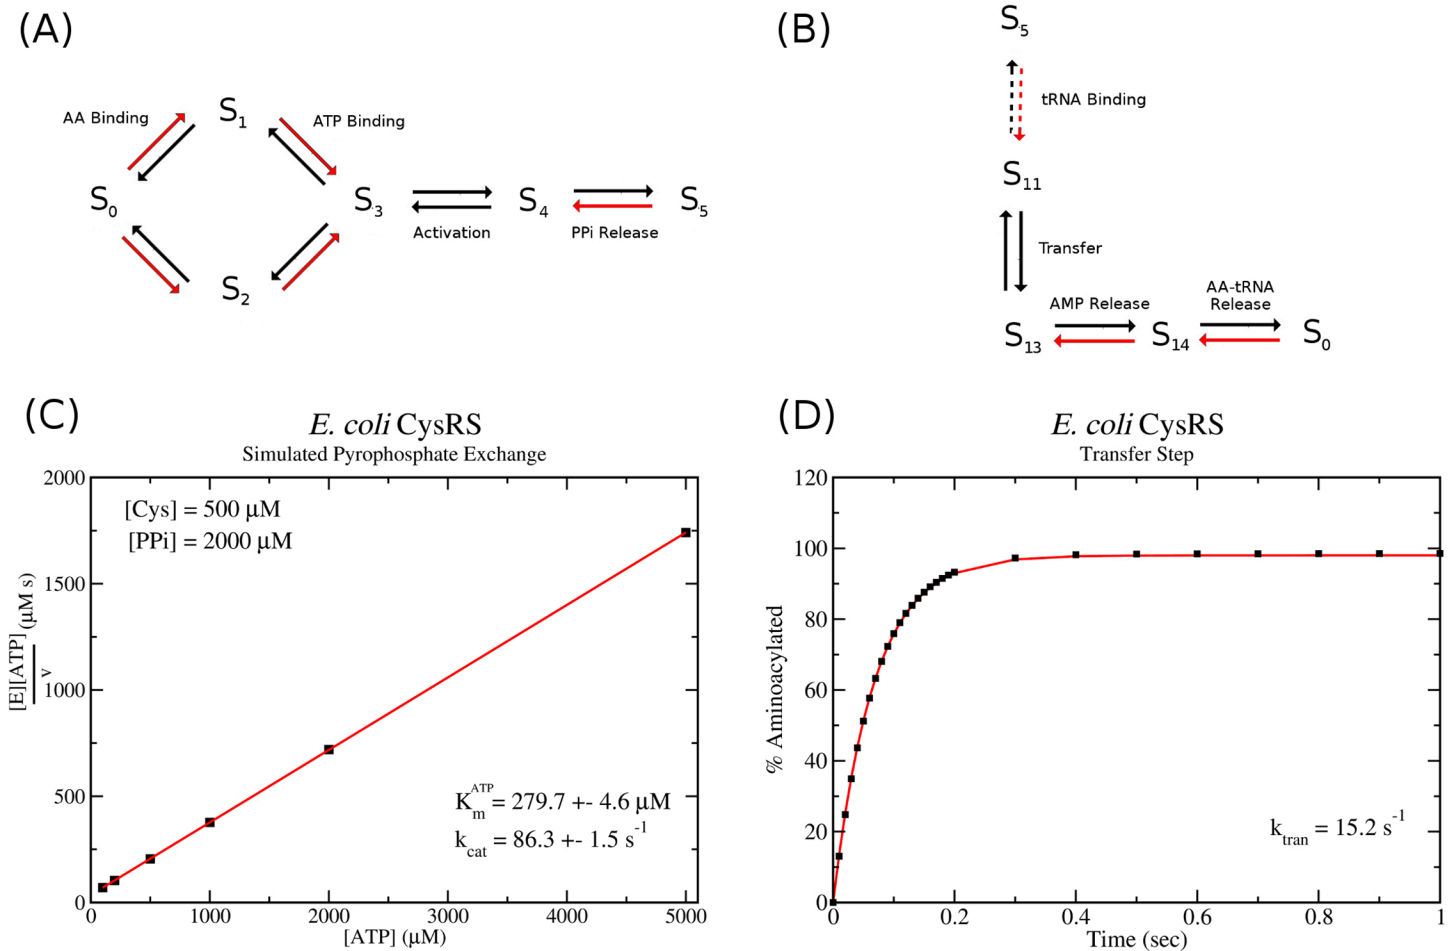 (A)
S1
AA Binding
ATP Binding
S0
S3
S4
S5
Activation
PPi Release
S2
(B)
S5
tRNA Binding
S11
Transfer
AMP Release
AA-tRNA
Release
S13
S14
S0
(C)
E. coli CysRS
Simulated Pyrophosphate Exchange
[Cys] = 500 μM
[PPi] = 2000 μM
2000
1500
1000
500
0
[E][ATP]
v
(μM s)
Km^ATP = 279.7 +- 4.6 μM
kcat = 86.3 +- 1.5 s^-1
0 1000 2000 3000 4000 5000
[ATP] (μM)
(D)
E. coli CysRS
Transfer Step
120
100
80
60
40
20
0
% Aminoacylated
ktran = 15.2 s^-1
0 0.2 0.4 0.6 0.8 1
Time (sec)